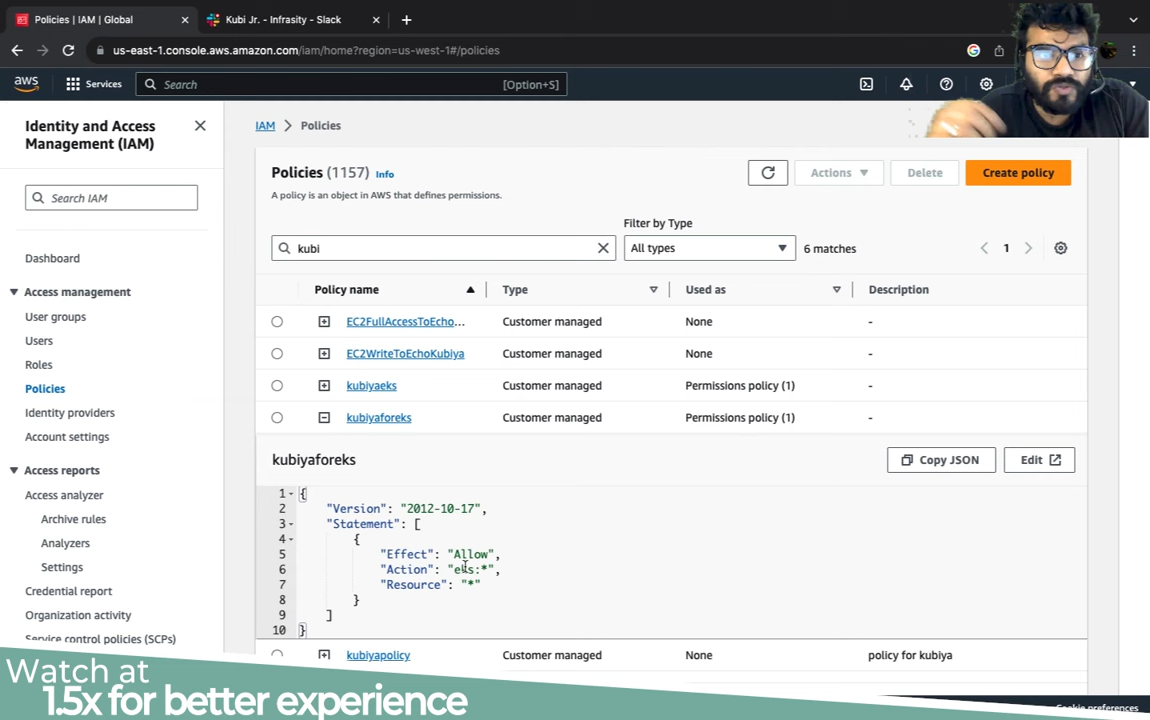 Policies | IAM | Global
Kubi Jr. - Infrasity - Slack
us-east-1.console.aws.amazon.com/iam/home?region=us-west-1#/policies
aws
Services
Search
[Option+S]
Identity and Access
Management (IAM)
Search IAM
Dashboard
Access management
User groups
Users
Roles
Policies
Identity providers
Account settings
Access reports
Access analyzer
Archive rules
Analyzers
Settings
Credential report
Organization activity
Service control policies (SCPs)
IAM
Policies
Policies (1157)
Info
A policy is an object in AWS that defines permissions.
Actions
Delete
Create policy
Filter by Type
kubi
All types
6 matches
1
Policy name
Type
Used as
Description
EC2FullAccessToEcho...
Customer managed
None
-
EC2WriteToEchoKubiya
Customer managed
None
-
kubiyaeks
Customer managed
Permissions policy (1)
-
kubiyaforeks
Customer managed
Permissions policy (1)
-
kubiyaforeks
Copy JSON
Edit
1 {
2 "Version": "2012-10-17",
3 "Statement": [
4 {
5 "Effect": "Allow",
6 "Action": "eks:*",
7 "Resource": "*"
8 }
9 ]
10 }
kubiyapolicy
Customer managed
None
policy for kubiya
Watch at
1.5x for better experience
Cookie preferences